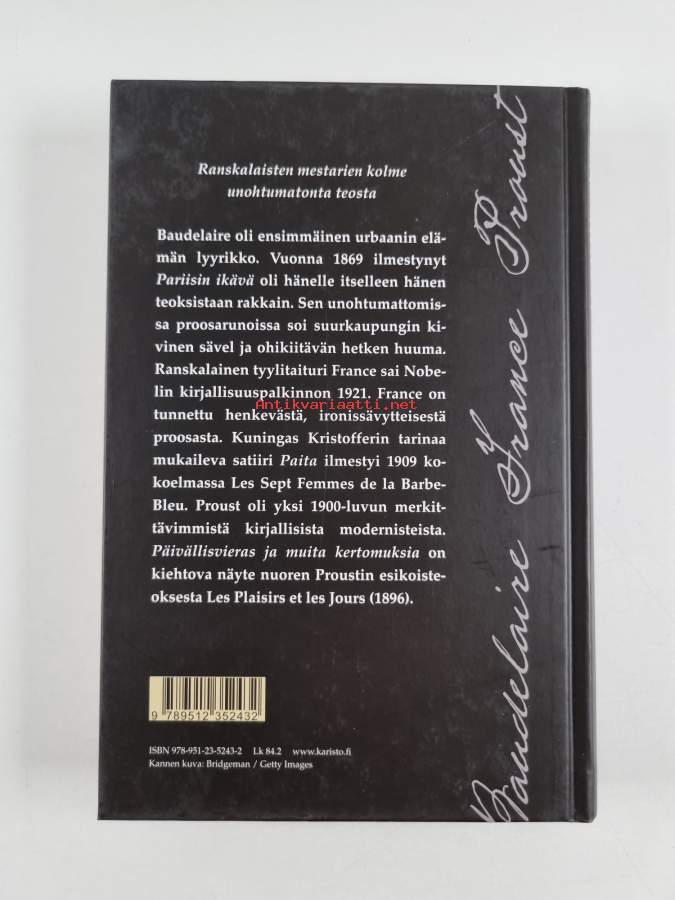 Ranskalaisten mestarien kolme
unohtumatonta teosta
Baudelaire oli ensimmäinen urbaanin elä-
män lyyrikko. Vuonna 1869 ilmestynyt
Pariisin ikävä oli hänelle itselleen hänen
teoksistaan rakkain. Sen unohtumattomis-
sa proosarunoissa soi suurkaupungin ki-
vinen sävel ja ohikiitävän hetken huuma.
Ranskalainen tyylitaituri France sai Nobe-
lin kirjallisuuspalkinnon 1921. France on
Antikvariaatti.net
tunnettu henkevästä, ironissävytteisestä
proosasta. Kuningas Kristofferin tarinaa
mukaileva satiiri Paita ilmestyi 1909 ko-
koelmassa Les Sept Femmes de la Barbe-
Bleu. Proust oli yksi 1900-luvun merkit-
tävimmistä kirjallisista modernisteista.
Päivällisvieras ja muita kertomuksia on
kiehtova näyte nuoren Proustin esikoiste-
oksesta Les Plaisirs et les Jours (1896).
9 789512 352432
ISBN 978-951-23-5243-2 Lk 84.2 www.karisto.fi
Kannen kuva: Bridgeman / Getty Images
Baudelaire France Proust